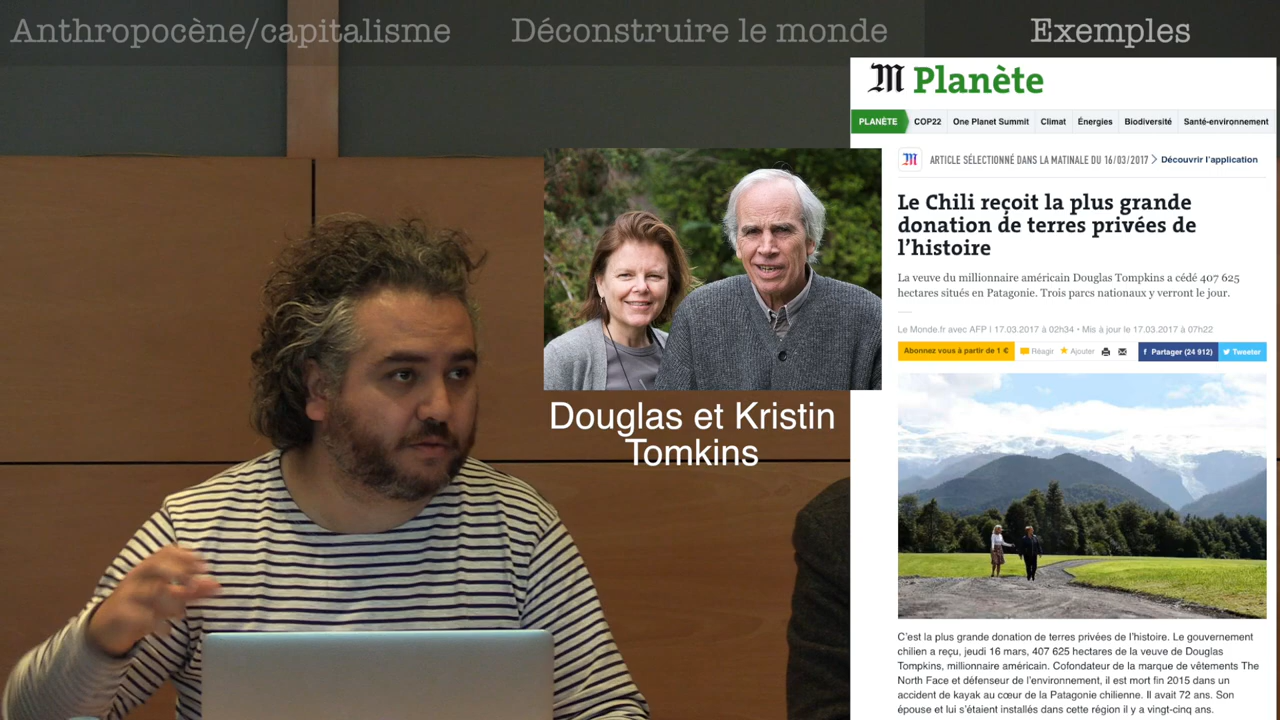 Anthropocène/capitalisme
Déconstruire le monde
Exemples
M Planète
PLANÈTE COP22 One Planet Summit Climat Énergies Biodiversité Santé-environnement
M ARTICLE SÉLECTIONNÉ DANS LA MATINALE DU 16/03/2017 > Découvrir l'application
Le Chili reçoit la plus grande
donation de terres privées de
l'histoire
La veuve du millionnaire américain Douglas Tompkins a cédé 407 625
hectares situés en Patagonie. Trois parcs nationaux y verront le jour.
Le Monde.fr avec AFP | 17.03.2017 à 02h34 • Mis à jour le 17.03.2017 à 07h22
Abonnez vous à partir de 1 € Réagir Ajouter f Partager (24 912) Tweeter
Douglas et Kristin
Tomkins
C'est la plus grande donation de terres privées de l'histoire. Le gouvernement
chilien a reçu, jeudi 16 mars, 407 625 hectares de la veuve de Douglas
Tompkins, millionnaire américain. Cofondateur de la marque de vêtements The
North Face et défenseur de l'environnement, il est mort fin 2015 dans un
accident de kayak au cœur de la Patagonie chilienne. Il avait 72 ans. Son
épouse et lui s'étaient installés dans cette région il y a vingt-cinq ans.